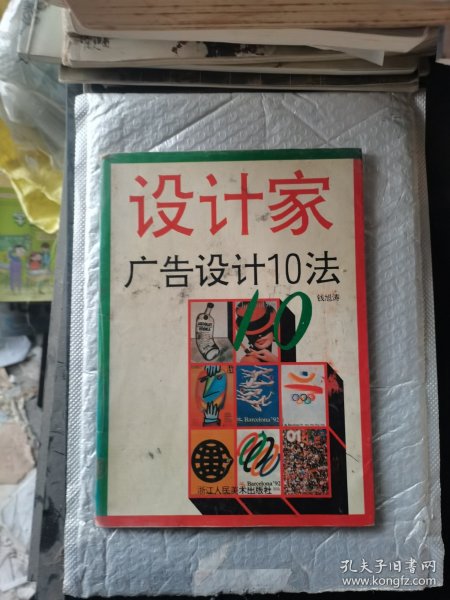 设计家
广告设计10法
钱旭涛
10
Barcelona'92
Barcelona'92
01
浙江人民美术出版社
孔夫子旧书网
www.kongfz.com